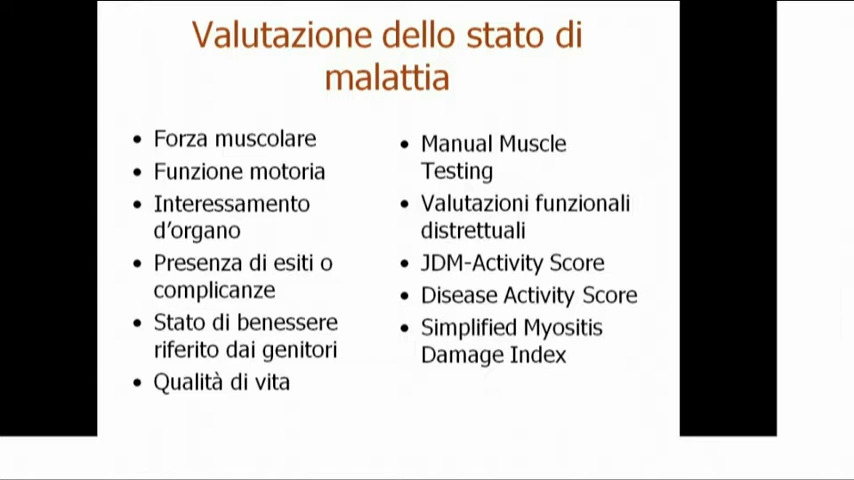 Valutazione dello stato di
malattia
• Forza muscolare
• Funzione motoria
• Interessamento
d'organo
• Presenza di esiti o
complicanze
• Stato di benessere
riferito dai genitori
• Qualità di vita
• Manual Muscle
Testing
• Valutazioni funzionali
distrettuali
• JDM-Activity Score
• Disease Activity Score
• Simplified Myositis
Damage Index